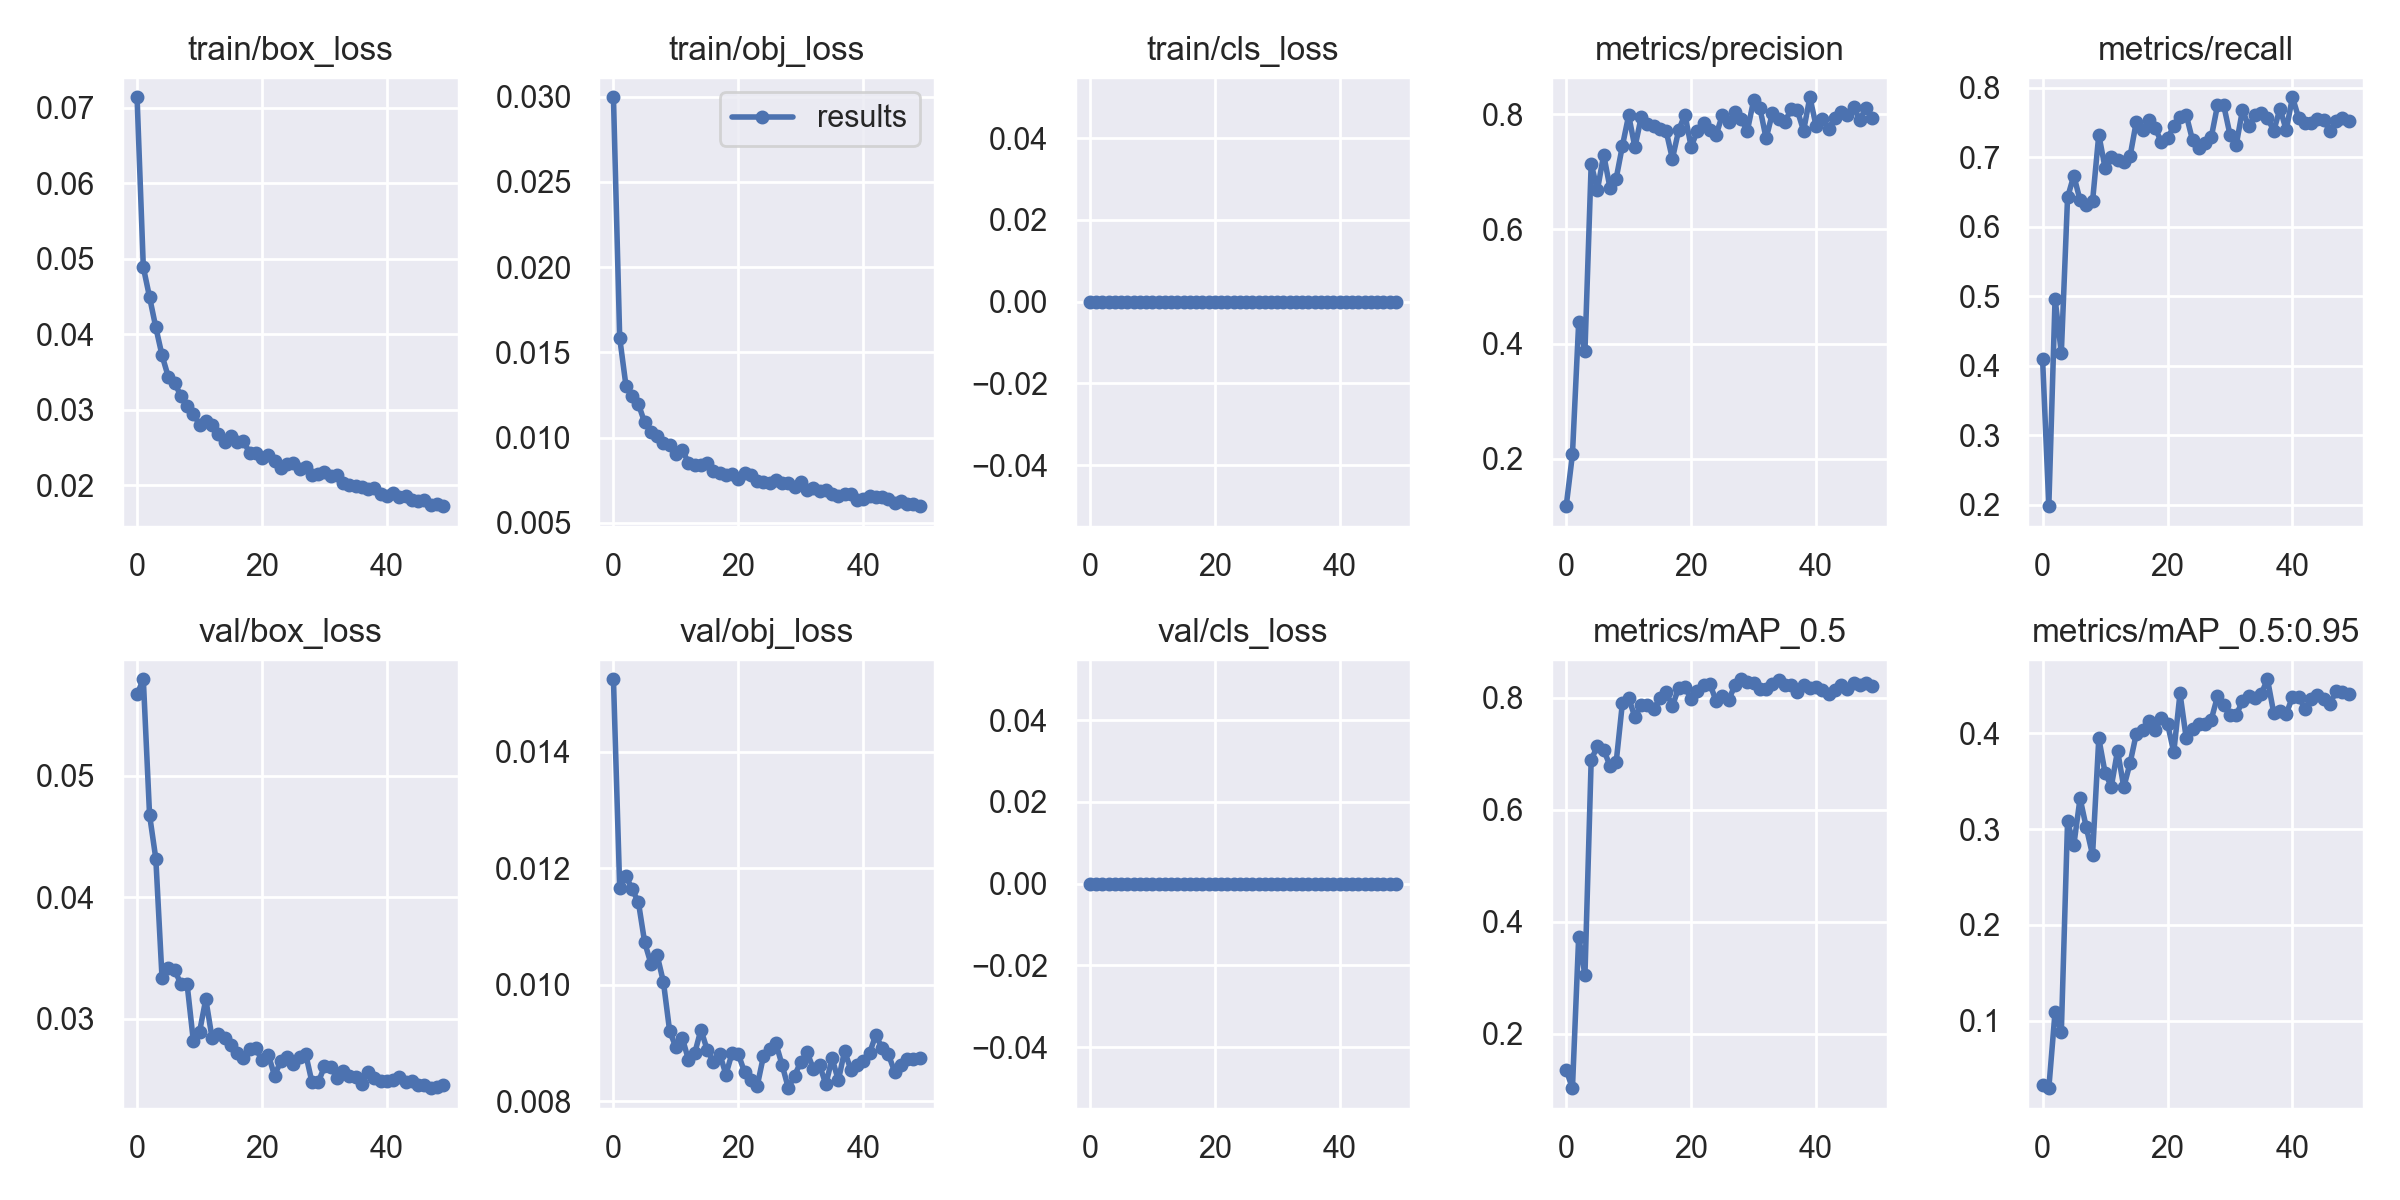 train/box_loss
0.07
0.06
0.05
0.04
0.03
0.02
0 20 40
train/obj_loss
results
0.030
0.025
0.020
0.015
0.010
0.005
0 20 40
train/cls_loss
0.04
0.02
0.00
−0.02
−0.04
0 20 40
metrics/precision
0.8
0.6
0.4
0.2
0 20 40
metrics/recall
0.8
0.7
0.6
0.5
0.4
0.3
0.2
0 20 40
val/box_loss
0.05
0.04
0.03
0 20 40
val/obj_loss
0.014
0.012
0.010
0.008
0 20 40
val/cls_loss
0.04
0.02
0.00
−0.02
−0.04
0 20 40
metrics/mAP_0.5
0.8
0.6
0.4
0.2
0 20 40
metrics/mAP_0.5:0.95
0.4
0.3
0.2
0.1
0 20 40